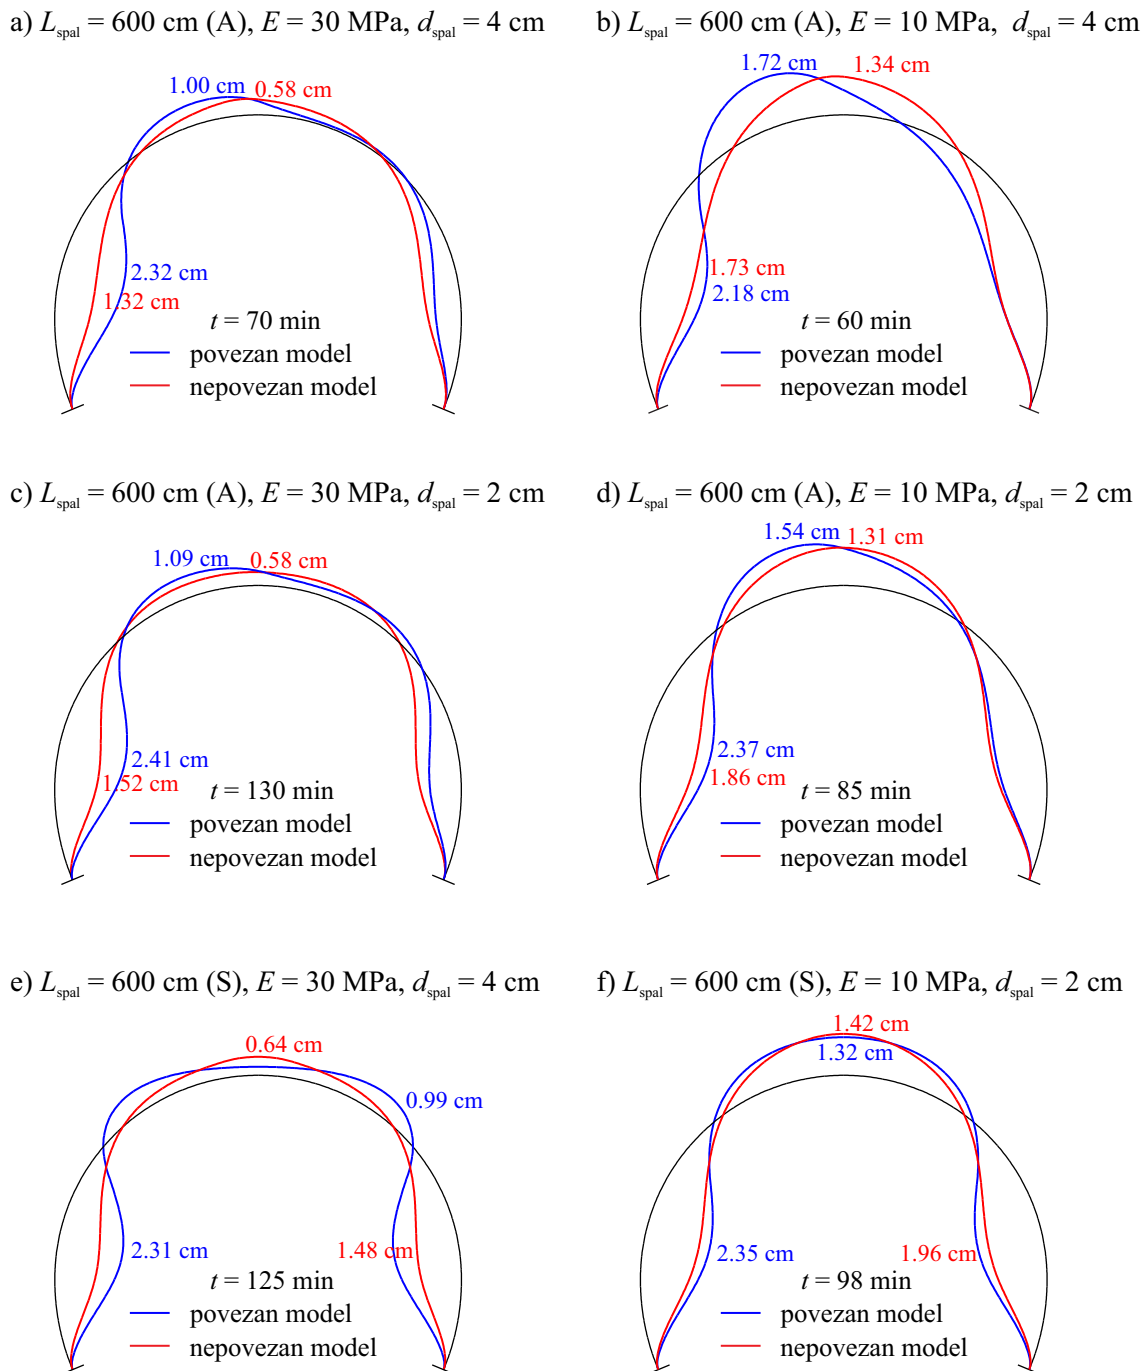 a) L_spal = 600 cm (A), E = 30 MPa, d_spal = 4 cm
1.00 cm
0.58 cm
2.32 cm
1.32 cm
t = 70 min
povezan model
nepovezan model
b) L_spal = 600 cm (A), E = 10 MPa, d_spal = 4 cm
1.72 cm
1.34 cm
1.73 cm
2.18 cm
t = 60 min
povezan model
nepovezan model
c) L_spal = 600 cm (A), E = 30 MPa, d_spal = 2 cm
1.09 cm
0.58 cm
2.41 cm
1.52 cm
t = 130 min
povezan model
nepovezan model
d) L_spal = 600 cm (A), E = 10 MPa, d_spal = 2 cm
1.54 cm
1.31 cm
2.37 cm
1.86 cm
t = 85 min
povezan model
nepovezan model
e) L_spal = 600 cm (S), E = 30 MPa, d_spal = 4 cm
0.64 cm
0.99 cm
2.31 cm
1.48 cm
t = 125 min
povezan model
nepovezan model
f) L_spal = 600 cm (S), E = 10 MPa, d_spal = 2 cm
1.42 cm
1.32 cm
2.35 cm
1.96 cm
t = 98 min
povezan model
nepovezan model